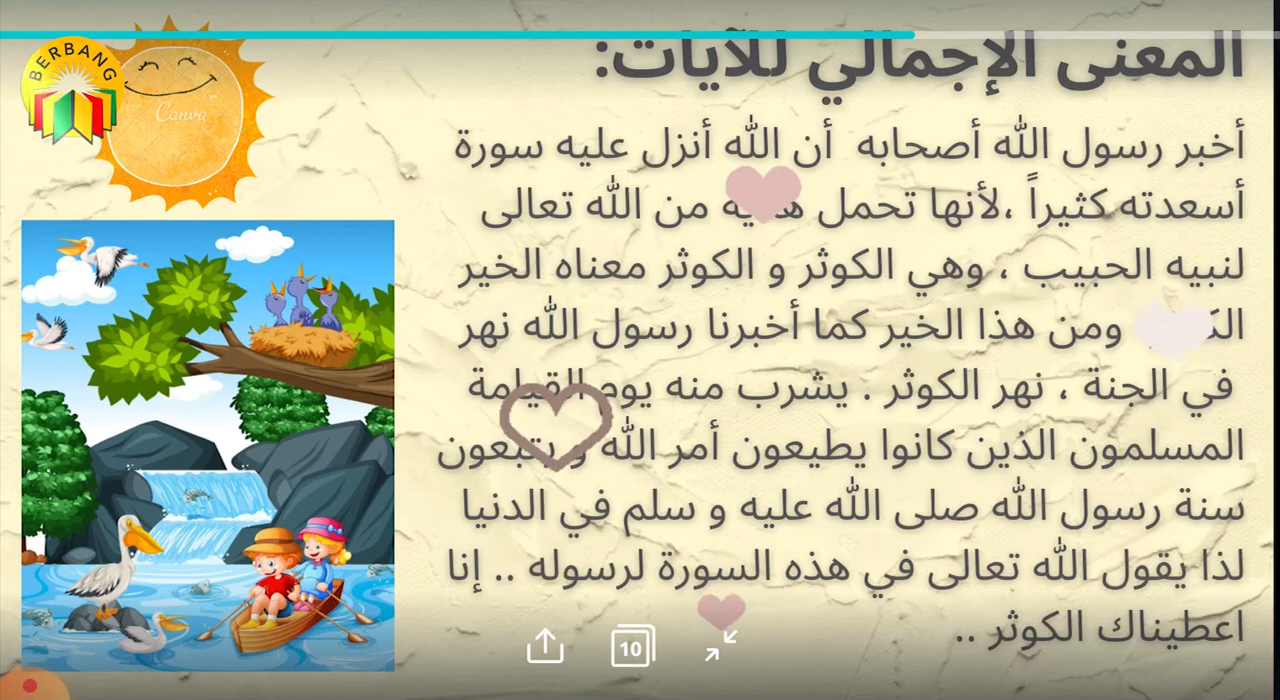 BERBANG
Canva
المعنى الإجمالي للآيات:
أخبر رسول الله أصحابه أن الله أنزل عليه سورة
أسعدته كثيراً ،لأنها تحمل من الله تعالى
لنبيه الحبيب ، وهي الكوثر و الكوثر معناه الخير
ومن هذا الخير كما أخبرنا رسول الله نهر
في الجنة ، نهر الكوثر . يشرب منه يوم القيامة
المسلمون الذين كانوا يطيعون أمر الله و يتبعون
سنة رسول الله صلى الله عليه و سلم في الدنيا
لذا يقول الله تعالى في هذه السورة لرسوله .. إنا
اعطيناك الكوثر ..
10